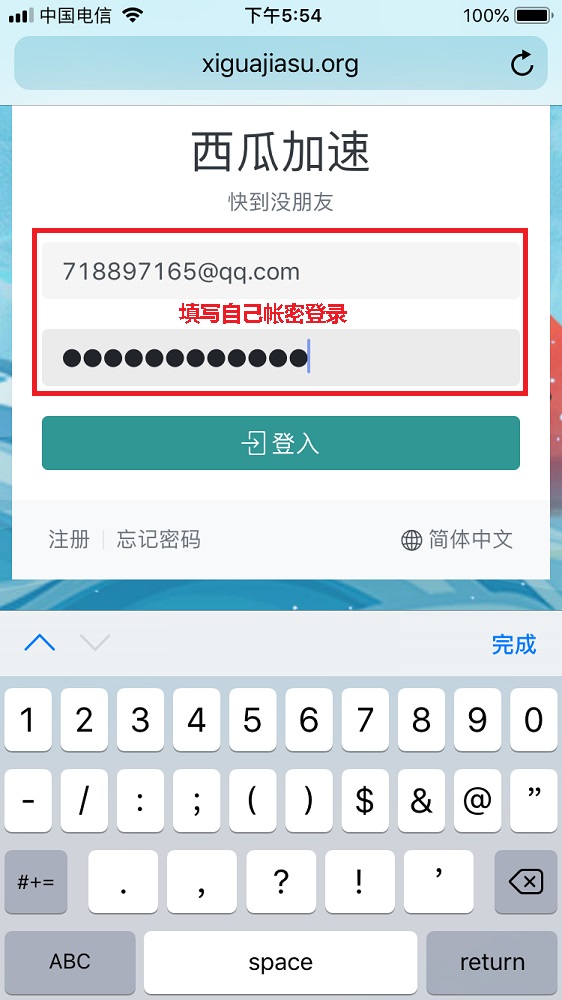 中国电信 下午5:54 100%
xiguajiasu.org
西瓜加速
快到没朋友
718897165@qq.com
填写自己帐密登录
●●●●●●●●●●●●
登入
注册 忘记密码 简体中文
完成
1 2 3 4 5 6 7 8 9 0
- / : ; ( ) $ & @ ”
#+= . , ? ! ’
ABC space return